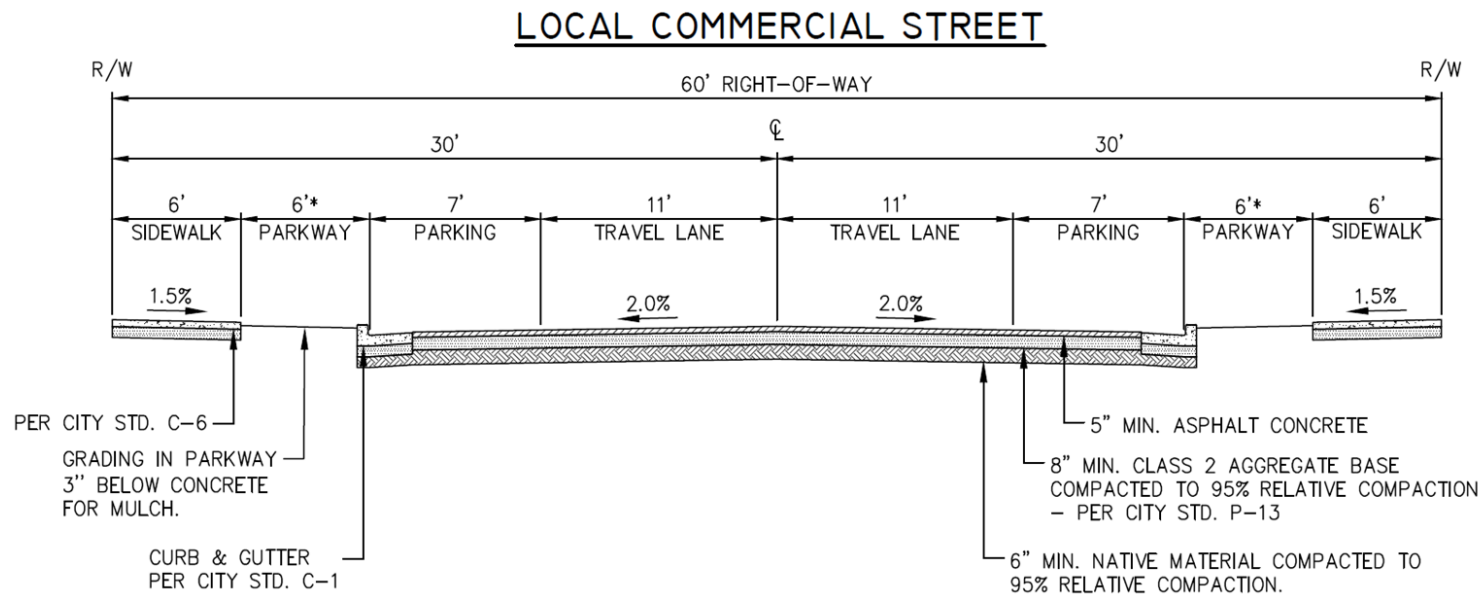 LOCAL COMMERCIAL STREET
R/W
R/W
60' RIGHT-OF-WAY
℄
30'
30'
6'
6'*
7'
11'
11'
7'
6'*
6'
SIDEWALK
PARKWAY
PARKING
TRAVEL LANE
TRAVEL LANE
PARKING
PARKWAY
SIDEWALK
1.5%
2.0%
2.0%
1.5%
PER CITY STD. C-6
GRADING IN PARKWAY
3" BELOW CONCRETE
FOR MULCH.
CURB & GUTTER
PER CITY STD. C-1
5" MIN. ASPHALT CONCRETE
8" MIN. CLASS 2 AGGREGATE BASE
COMPACTED TO 95% RELATIVE COMPACTION
- PER CITY STD. P-13
6" MIN. NATIVE MATERIAL COMPACTED TO
95% RELATIVE COMPACTION.